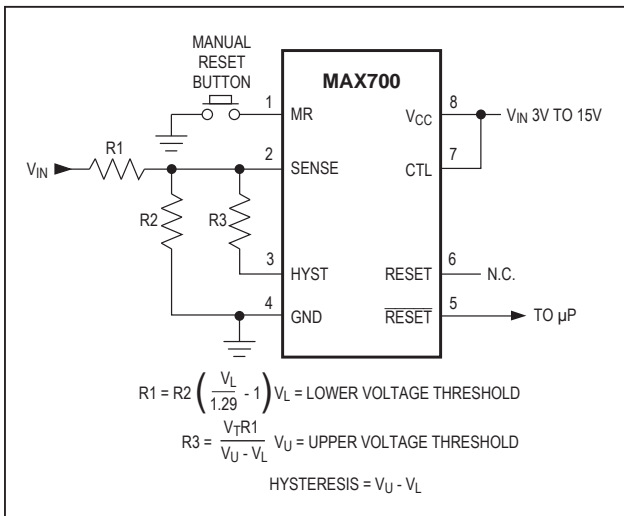 MANUAL
RESET
BUTTON
MAX700
1 MR
VCC 8 VIN 3V TO 15V
CTL 7
VIN R1 2 SENSE
R2 R3
3 HYST
RESET 6 N.C.
4 GND
RESET 5 TO µP
R1 = R2 (VL/1.29 - 1) VL = LOWER VOLTAGE THRESHOLD
R3 = VTR1/(VU - VL) VU = UPPER VOLTAGE THRESHOLD
HYSTERESIS = VU - VL